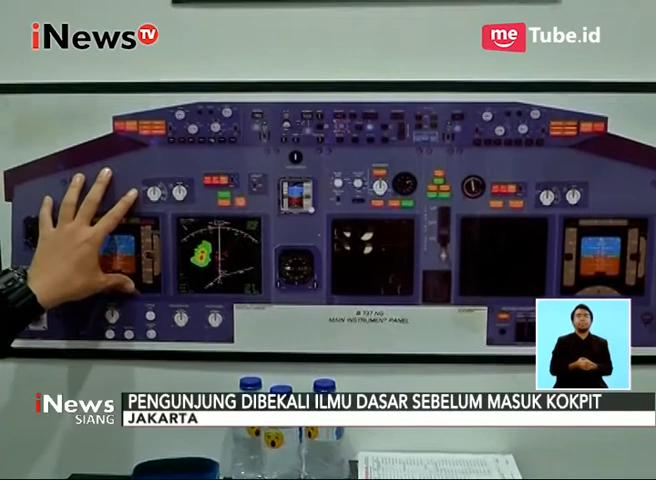 iNews TV
me Tube.id
B 737 NG
MAIN INSTRUMENT PANEL
iNews SIANG
PENGUNJUNG DIBEKALI ILMU DASAR SEBELUM MASUK KOKPIT
JAKARTA